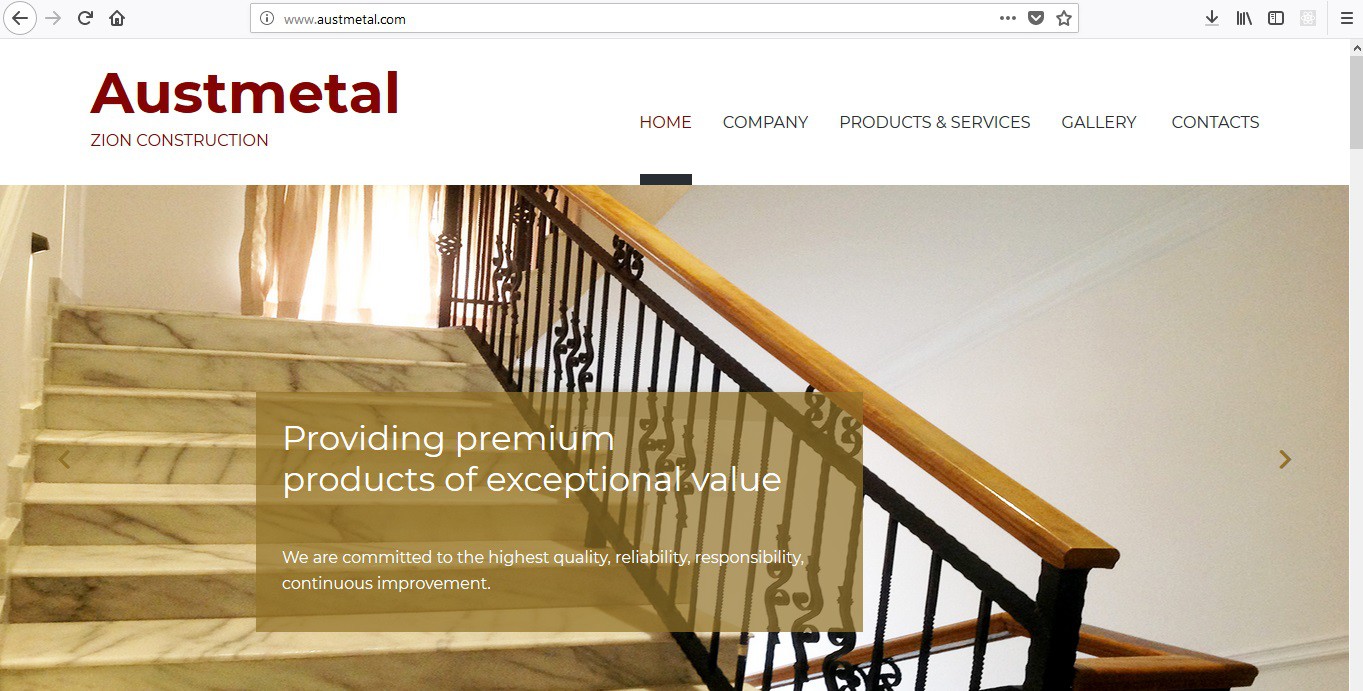 www.austmetal.com
Austmetal
ZION CONSTRUCTION
HOME COMPANY PRODUCTS & SERVICES GALLERY CONTACTS
Providing premium
products of exceptional value
We are committed to the highest quality, reliability, responsibility,
continuous improvement.